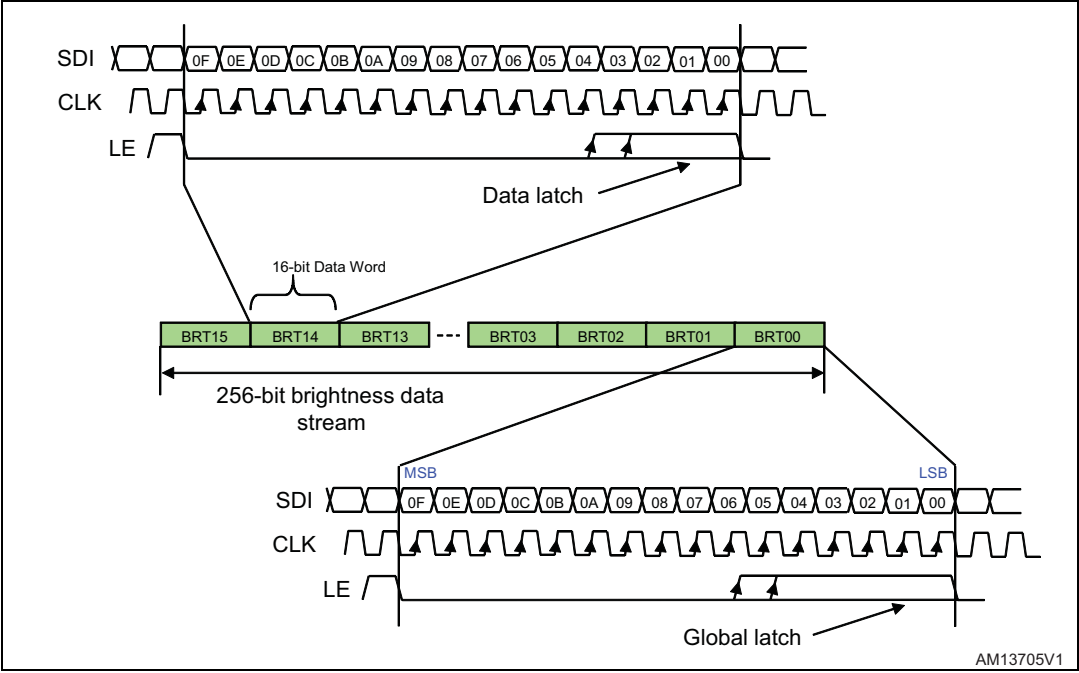 SDI 0F 0E 0D 0C 0B 0A 09 08 07 06 05 04 03 02 01 00
CLK
LE
Data latch
16-bit Data Word
BRT15 BRT14 BRT13 BRT03 BRT02 BRT01 BRT00
256-bit brightness data
stream
MSB LSB
SDI 0F 0E 0D 0C 0B 0A 09 08 07 06 05 04 03 02 01 00
CLK
LE
Global latch
AM13705V1